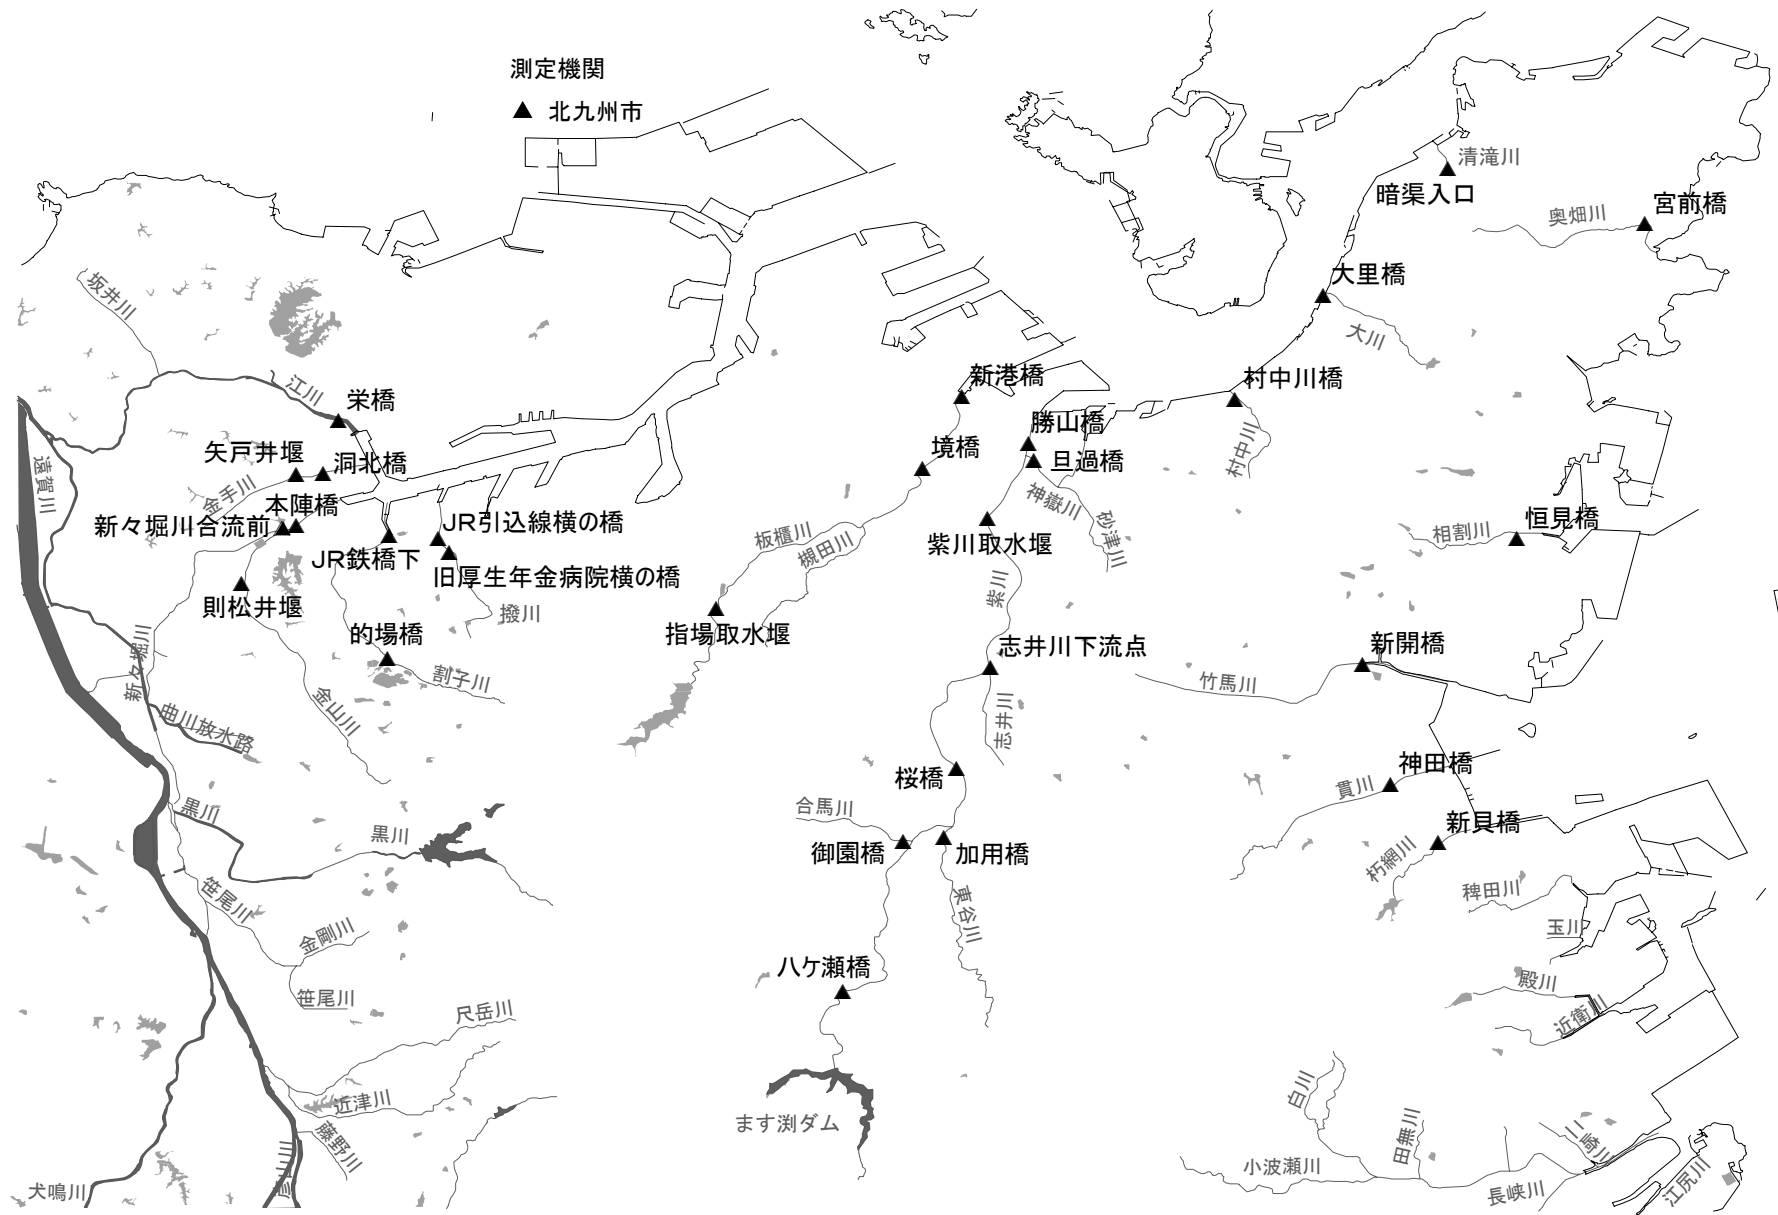 測定機関
▲ 北九州市
清滝川
暗渠入口
奥畑川
宮前橋
大里橋
大川
坂井川
江川
栄橋
新港橋
村中川橋
村中川
勝山橋
境橋
旦過橋
矢戸井堰
洞北橋
遠賀川
金手川
本陣橋
新々堀川合流前
JR引込線横の橋
JR鉄橋下
旧厚生年金病院横の橋
板櫃川
槻田川
神嶽川
砂津川
紫川取水堰
相割川
恒見橋
則松井堰
撥川
紫川
指場取水堰
的場橋
割子川
新々堀川
志井川下流点
新開橋
竹馬川
金山川
曲川放水路
志井川
桜橋
神田橋
貫川
合馬川
黒川
黒川
新貝橋
御園橋
加用橋
朽網川
笹尾川
稗田川
東谷川
金剛川
玉川
八ケ瀬橋
笹尾川
殿川
尺岳川
近衛川
近津川
ます渕ダム
白川
藤野川
田無川
小波瀬川
犬鳴川
長峡川
江尻川